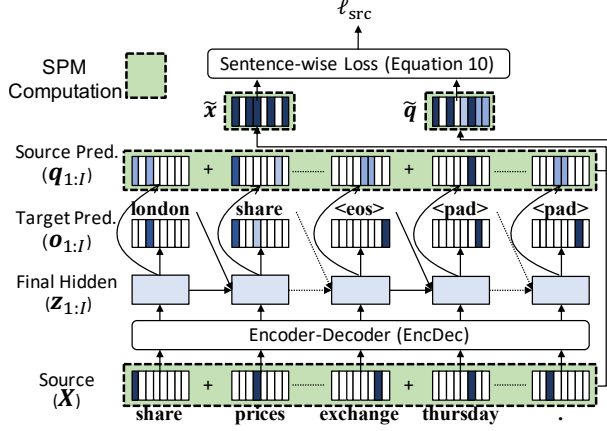 ℓsrc
Sentence-wise Loss (Equation 10)
SPM
Computation
x̃
q̃
Source Pred.
(q1:I)
+ +
london share <eos> <pad> <pad>
Target Pred.
(o1:I)
Final Hidden
(z1:I)
Encoder-Decoder (EncDec)
Source
(X)
+ +
share prices exchange thursday .